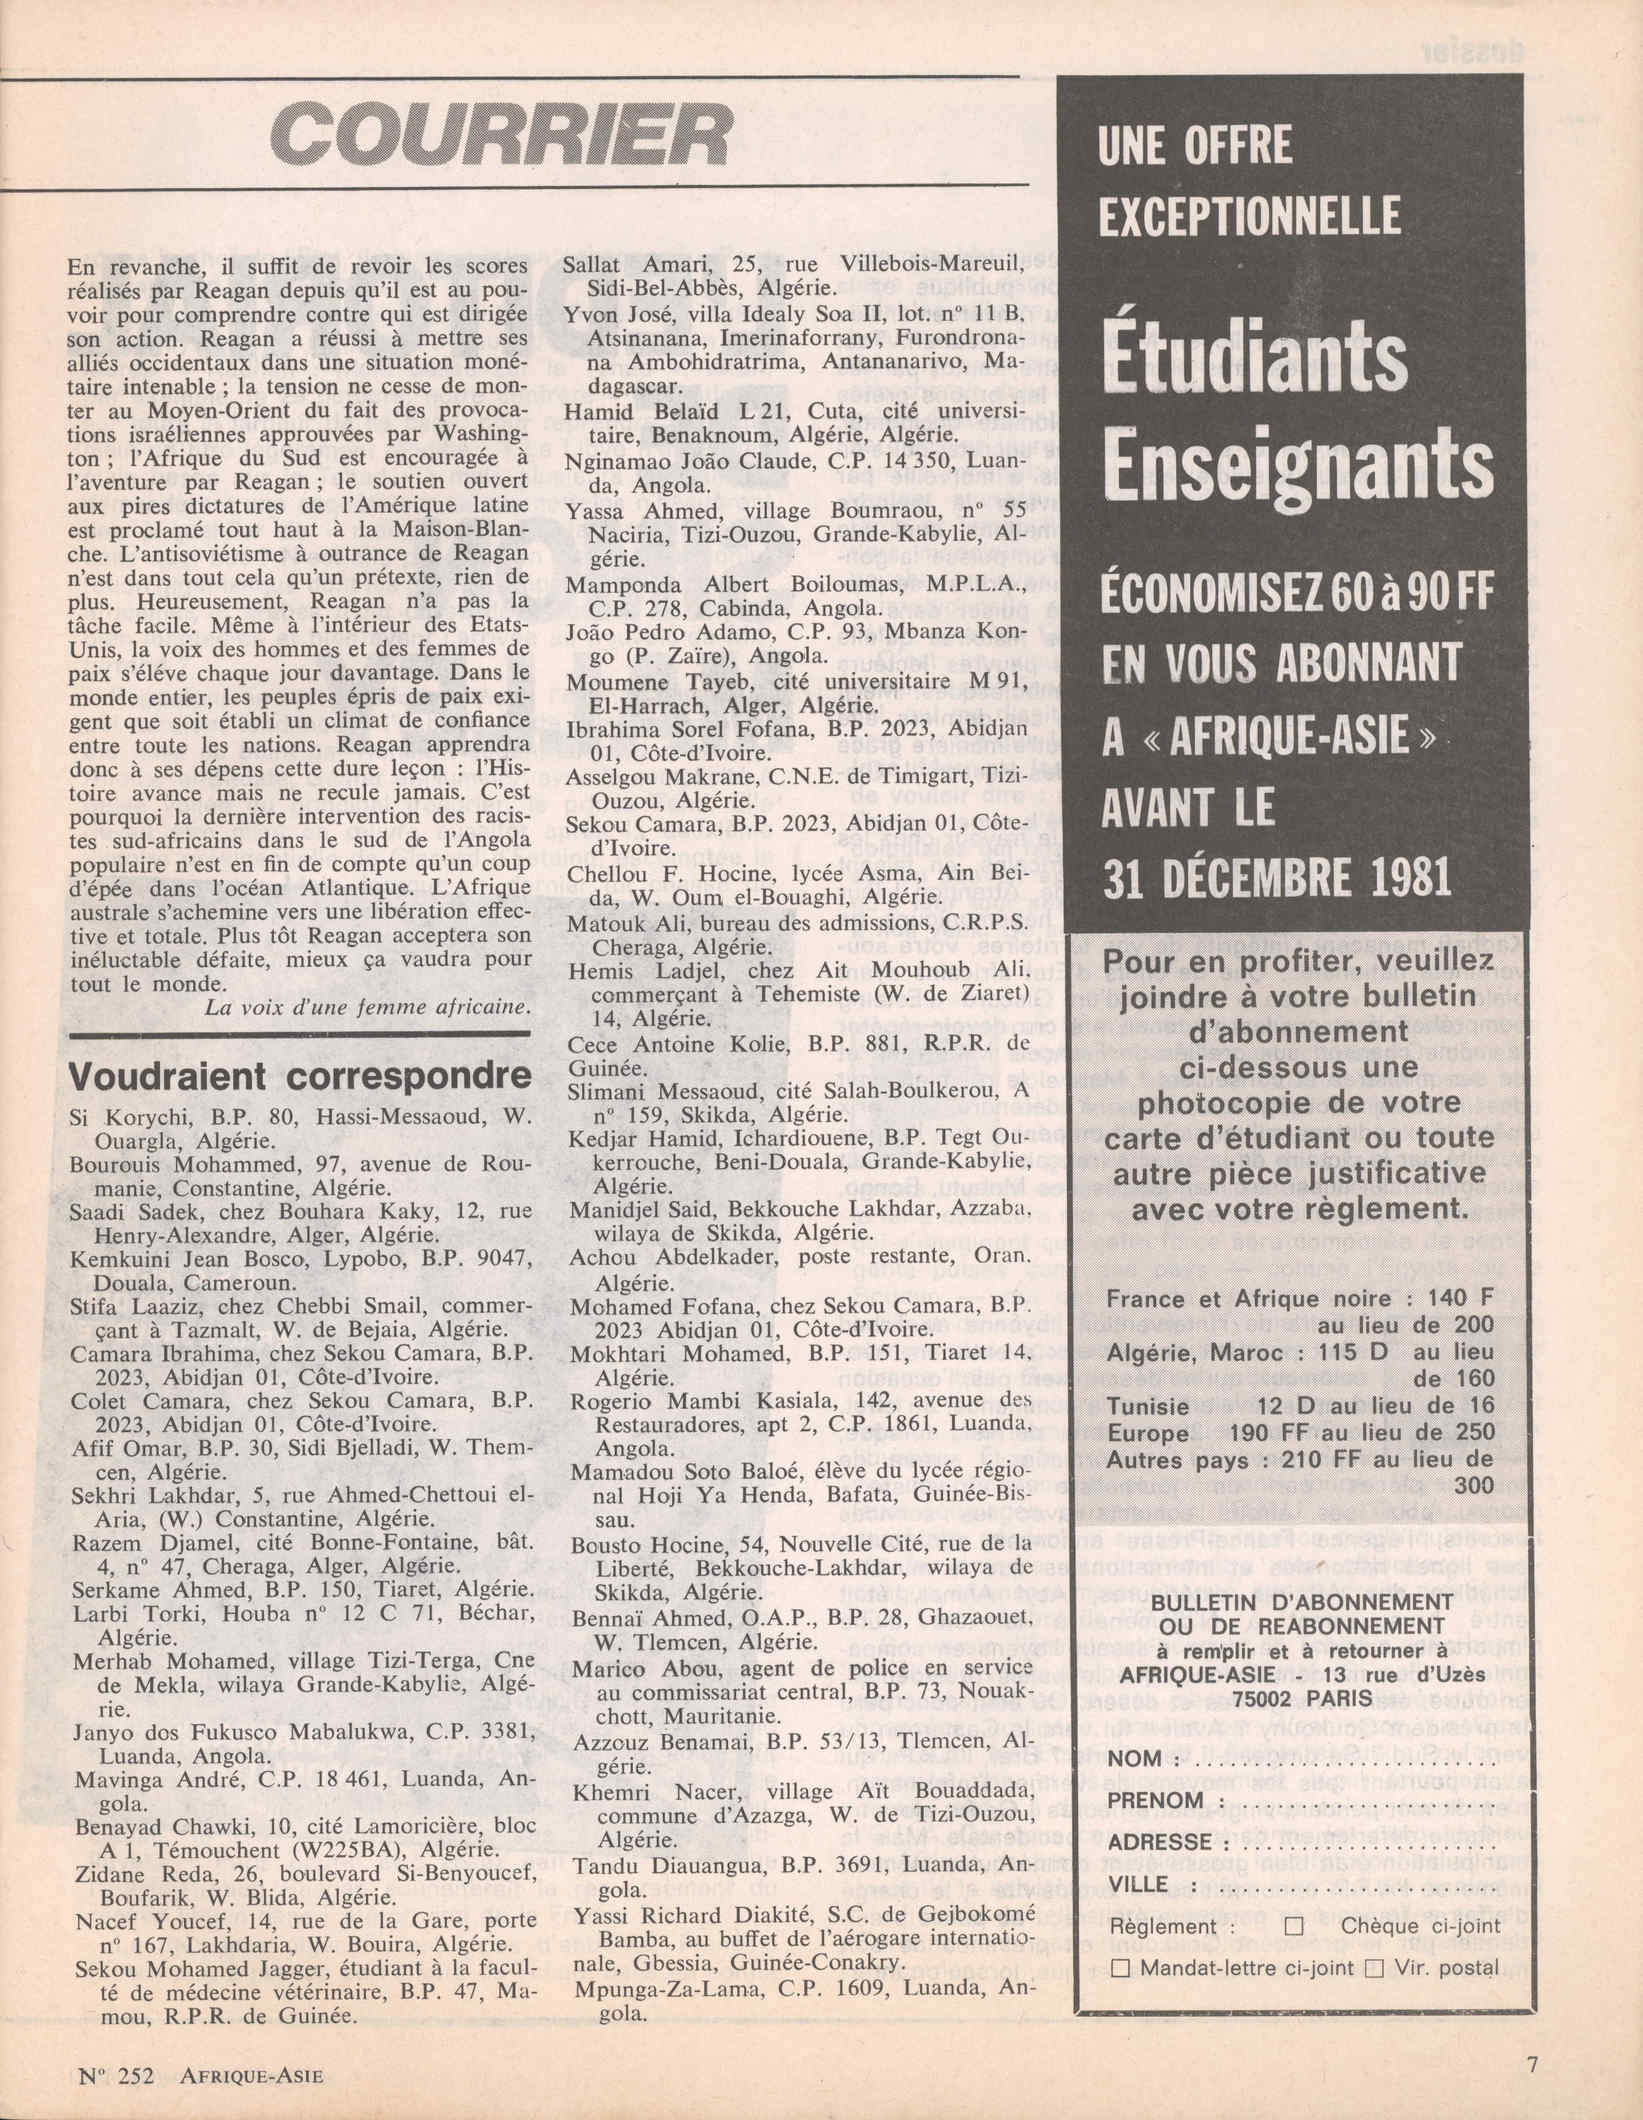 COURRIER
En revanche, il suffit de revoir les scores
réalisés par Reagan depuis qu'il est au pou-
voir pour comprendre contre qui est dirigée
son action. Reagan a réussi à mettre ses
alliés occidentaux dans une situation moné-
taire intenable ; la tension ne cesse de mon-
ter au Moyen-Orient du fait des provoca-
tions israéliennes approuvées par Washing-
ton ; l'Afrique du Sud est encouragée à
l'aventure par Reagan ; le soutien ouvert
aux pires dictatures de l'Amérique latine
est proclamé tout haut à la Maison-Blan-
che. L'antisoviétisme à outrance de Reagan
n'est dans tout cela qu'un prétexte, rien de
plus. Heureusement, Reagan n'a pas la
tâche facile. Même à l'intérieur des Etats-
Unis, la voix des hommes et des femmes de
paix s'éléve chaque jour davantage. Dans le
monde entier, les peuples épris de paix exi-
gent que soit établi un climat de confiance
entre toute les nations. Reagan apprendra
donc à ses dépens cette dure leçon : l'His-
toire avance mais ne recule jamais. C'est
pourquoi la dernière intervention des racis-
tes sud-africains dans le sud de l'Angola
populaire n'est en fin de compte qu'un coup
d'épée dans l'océan Atlantique. L'Afrique
australe s'achemine vers une libération effec-
tive et totale. Plus tôt Reagan acceptera son
inéluctable défaite, mieux ça vaudra pour
tout le monde.
La voix d'une femme africaine.
Voudraient correspondre
Si Korychi, B.P. 80, Hassi-Messaoud, W.
Ouargla, Algérie.
Bourouis Mohammed, 97, avenue de Rou-
manie, Constantine, Algérie.
Saadi Sadek, chez Bouhara Kaky, 12, rue
Henry-Alexandre, Alger, Algérie.
Kemkuini Jean Bosco, Lypobo, B.P. 9047,
Douala, Cameroun.
Stifa Laaziz, chez Chebbi Smail, commer-
çant à Tazmalt, W. de Bejaia, Algérie.
Camara Ibrahima, chez Sekou Camara, B.P.
2023, Abidjan 01, Côte-d'Ivoire.
Colet Camara, chez Sekou Camara, B.P.
2023, Abidjan 01, Côte-d'Ivoire.
Afif Omar, B.P. 30, Sidi Bjelladi, W. Them-
cen, Algérie.
Sekhri Lakhdar, 5, rue Ahmed-Chettoui el-
Aria, (W.) Constantine, Algérie.
Razem Djamel, cité Bonne-Fontaine, bât.
4, n° 47, Cheraga, Alger, Algérie.
Serkame Ahmed, B.P. 150, Tiaret, Algérie.
Larbi Torki, Houba n° 12 C 71, Béchar,
Algérie.
Merhab Mohamed, village Tizi-Terga, Cne
de Mekla, wilaya Grande-Kabylie, Algé-
rie.
Janyo dos Fukusco Mabalukwa, C.P. 3381,
Luanda, Angola.
Mavinga André, C.P. 18 461, Luanda, An-
gola.
Benayad Chawki, 10, cité Lamoricière, bloc
A 1, Témouchent (W225BA), Algérie.
Zidane Reda, 26, boulevard Si-Benyoucef,
Boufarik, W. Blida, Algérie.
Nacef Youcef, 14, rue de la Gare, porte
n° 167, Lakhdaria, W. Bouira, Algérie.
Sekou Mohamed Jagger, étudiant à la facul-
té de médecine vétérinaire, B.P. 47, Ma-
mou, R.P.R. de Guinée.
Sallat Amari, 25, rue Villebois-Mareuil,
Sidi-Bel-Abbès, Algérie.
Yvon José, villa Idealy Soa II, lot. n° 11 B,
Atsinanana, Imerinaforrany, Furondrona-
na Ambohidratrima, Antananarivo, Ma-
dagascar.
Hamid Belaïd L 21, Cuta, cité universi-
taire, Benaknoum, Algérie, Algérie.
Nginamao João Claude, C.P. 14 350, Luan-
da, Angola.
Yassa Ahmed, village Boumraou, n° 55
Naciria, Tizi-Ouzou, Grande-Kabylie, Al-
gérie.
Mamponda Albert Boiloumas, M.P.L.A.,
C.P. 278, Cabinda, Angola.
João Pedro Adamo, C.P. 93, Mbanza Kon-
go (P. Zaïre), Angola.
Moumene Tayeb, cité universitaire M 91,
El-Harrach, Alger, Algérie.
Ibrahima Sorel Fofana, B.P. 2023, Abidjan
01, Côte-d'Ivoire.
Asselgou Makrane, C.N.E. de Timigart, Tizi-
Ouzou, Algérie.
Sekou Camara, B.P. 2023, Abidjan 01, Côte-
d'Ivoire.
Chellou F. Hocine, lycée Asma, Ain Bei-
da, W. Oum el-Bouaghi, Algérie.
Matouk Ali, bureau des admissions, C.R.P.S.
Cheraga, Algérie.
Hemis Ladjel, chez Ait Mouhoub Ali,
commerçant à Tehemiste (W. de Ziaret)
14, Algérie.
Cece Antoine Kolie, B.P. 881, R.P.R. de
Guinée.
Slimani Messaoud, cité Salah-Boulkerou, A
n° 159, Skikda, Algérie.
Kedjar Hamid, Ichardiouene, B.P. Tegt Ou-
kerrouche, Beni-Douala, Grande-Kabylie,
Algérie.
Manidjel Said, Bekkouche Lakhdar, Azzaba,
wilaya de Skikda, Algérie.
Achou Abdelkader, poste restante, Oran.
Algérie.
Mohamed Fofana, chez Sekou Camara, B.P.
2023 Abidjan 01, Côte-d'Ivoire.
Mokhtari Mohamed, B.P. 151, Tiaret 14,
Algérie.
Rogerio Mambi Kasiala, 142, avenue des
Restauradores, apt 2, C.P. 1861, Luanda,
Angola.
Mamadou Soto Baloé, élève du lycée régio-
nal Hoji Ya Henda, Bafata, Guinée-Bis-
sau.
Bousto Hocine, 54, Nouvelle Cité, rue de la
Liberté, Bekkouche-Lakhdar, wilaya de
Skikda, Algérie.
Bennaï Ahmed, O.A.P., B.P. 28, Ghazaouet,
W. Tlemcen, Algérie.
Marico Abou, agent de police en service
au commissariat central, B.P. 73, Nouak-
chott, Mauritanie.
Azzouz Benamai, B.P. 53/13, Tlemcen, Al-
gérie.
Khemri Nacer, village Aït Bouaddada,
commune d'Azazga, W. de Tizi-Ouzou,
Algérie.
Tandu Diauangua, B.P. 3691, Luanda, An-
gola.
Yassi Richard Diakité, S.C. de Gejbokomé
Bamba, au buffet de l'aérogare internatio-
nale, Gbessia, Guinée-Conakry.
Mpunga-Za-Lama, C.P. 1609, Luanda, An-
gola.
UNE OFFRE
EXCEPTIONNELLE
Étudiants
Enseignants
ÉCONOMISEZ 60 à 90 FF
EN VOUS ABONNANT
A « AFRIQUE-ASIE »
AVANT LE
31 DÉCEMBRE 1981
Pour en profiter, veuillez
joindre à votre bulletin
d'abonnement
ci-dessous une
photocopie de votre
carte d'étudiant ou toute
autre pièce justificative
avec votre règlement.
France et Afrique noire : 140 F
au lieu de 200
Algérie, Maroc : 115 D au lieu
de 160
Tunisie 12 D au lieu de 16
Europe 190 FF au lieu de 250
Autres pays : 210 FF au lieu de
300
BULLETIN D'ABONNEMENT
OU DE REABONNEMENT
à remplir et à retourner à
AFRIQUE-ASIE - 13 rue d'Uzès
75002 PARIS
NOM : ..........................
PRENOM : ......................
ADRESSE : ......................
VILLE : ........................
Règlement : □ Chèque ci-joint
□ Mandat-lettre ci-joint □ Vir. postal
N° 252 AFRIQUE-ASIE
7